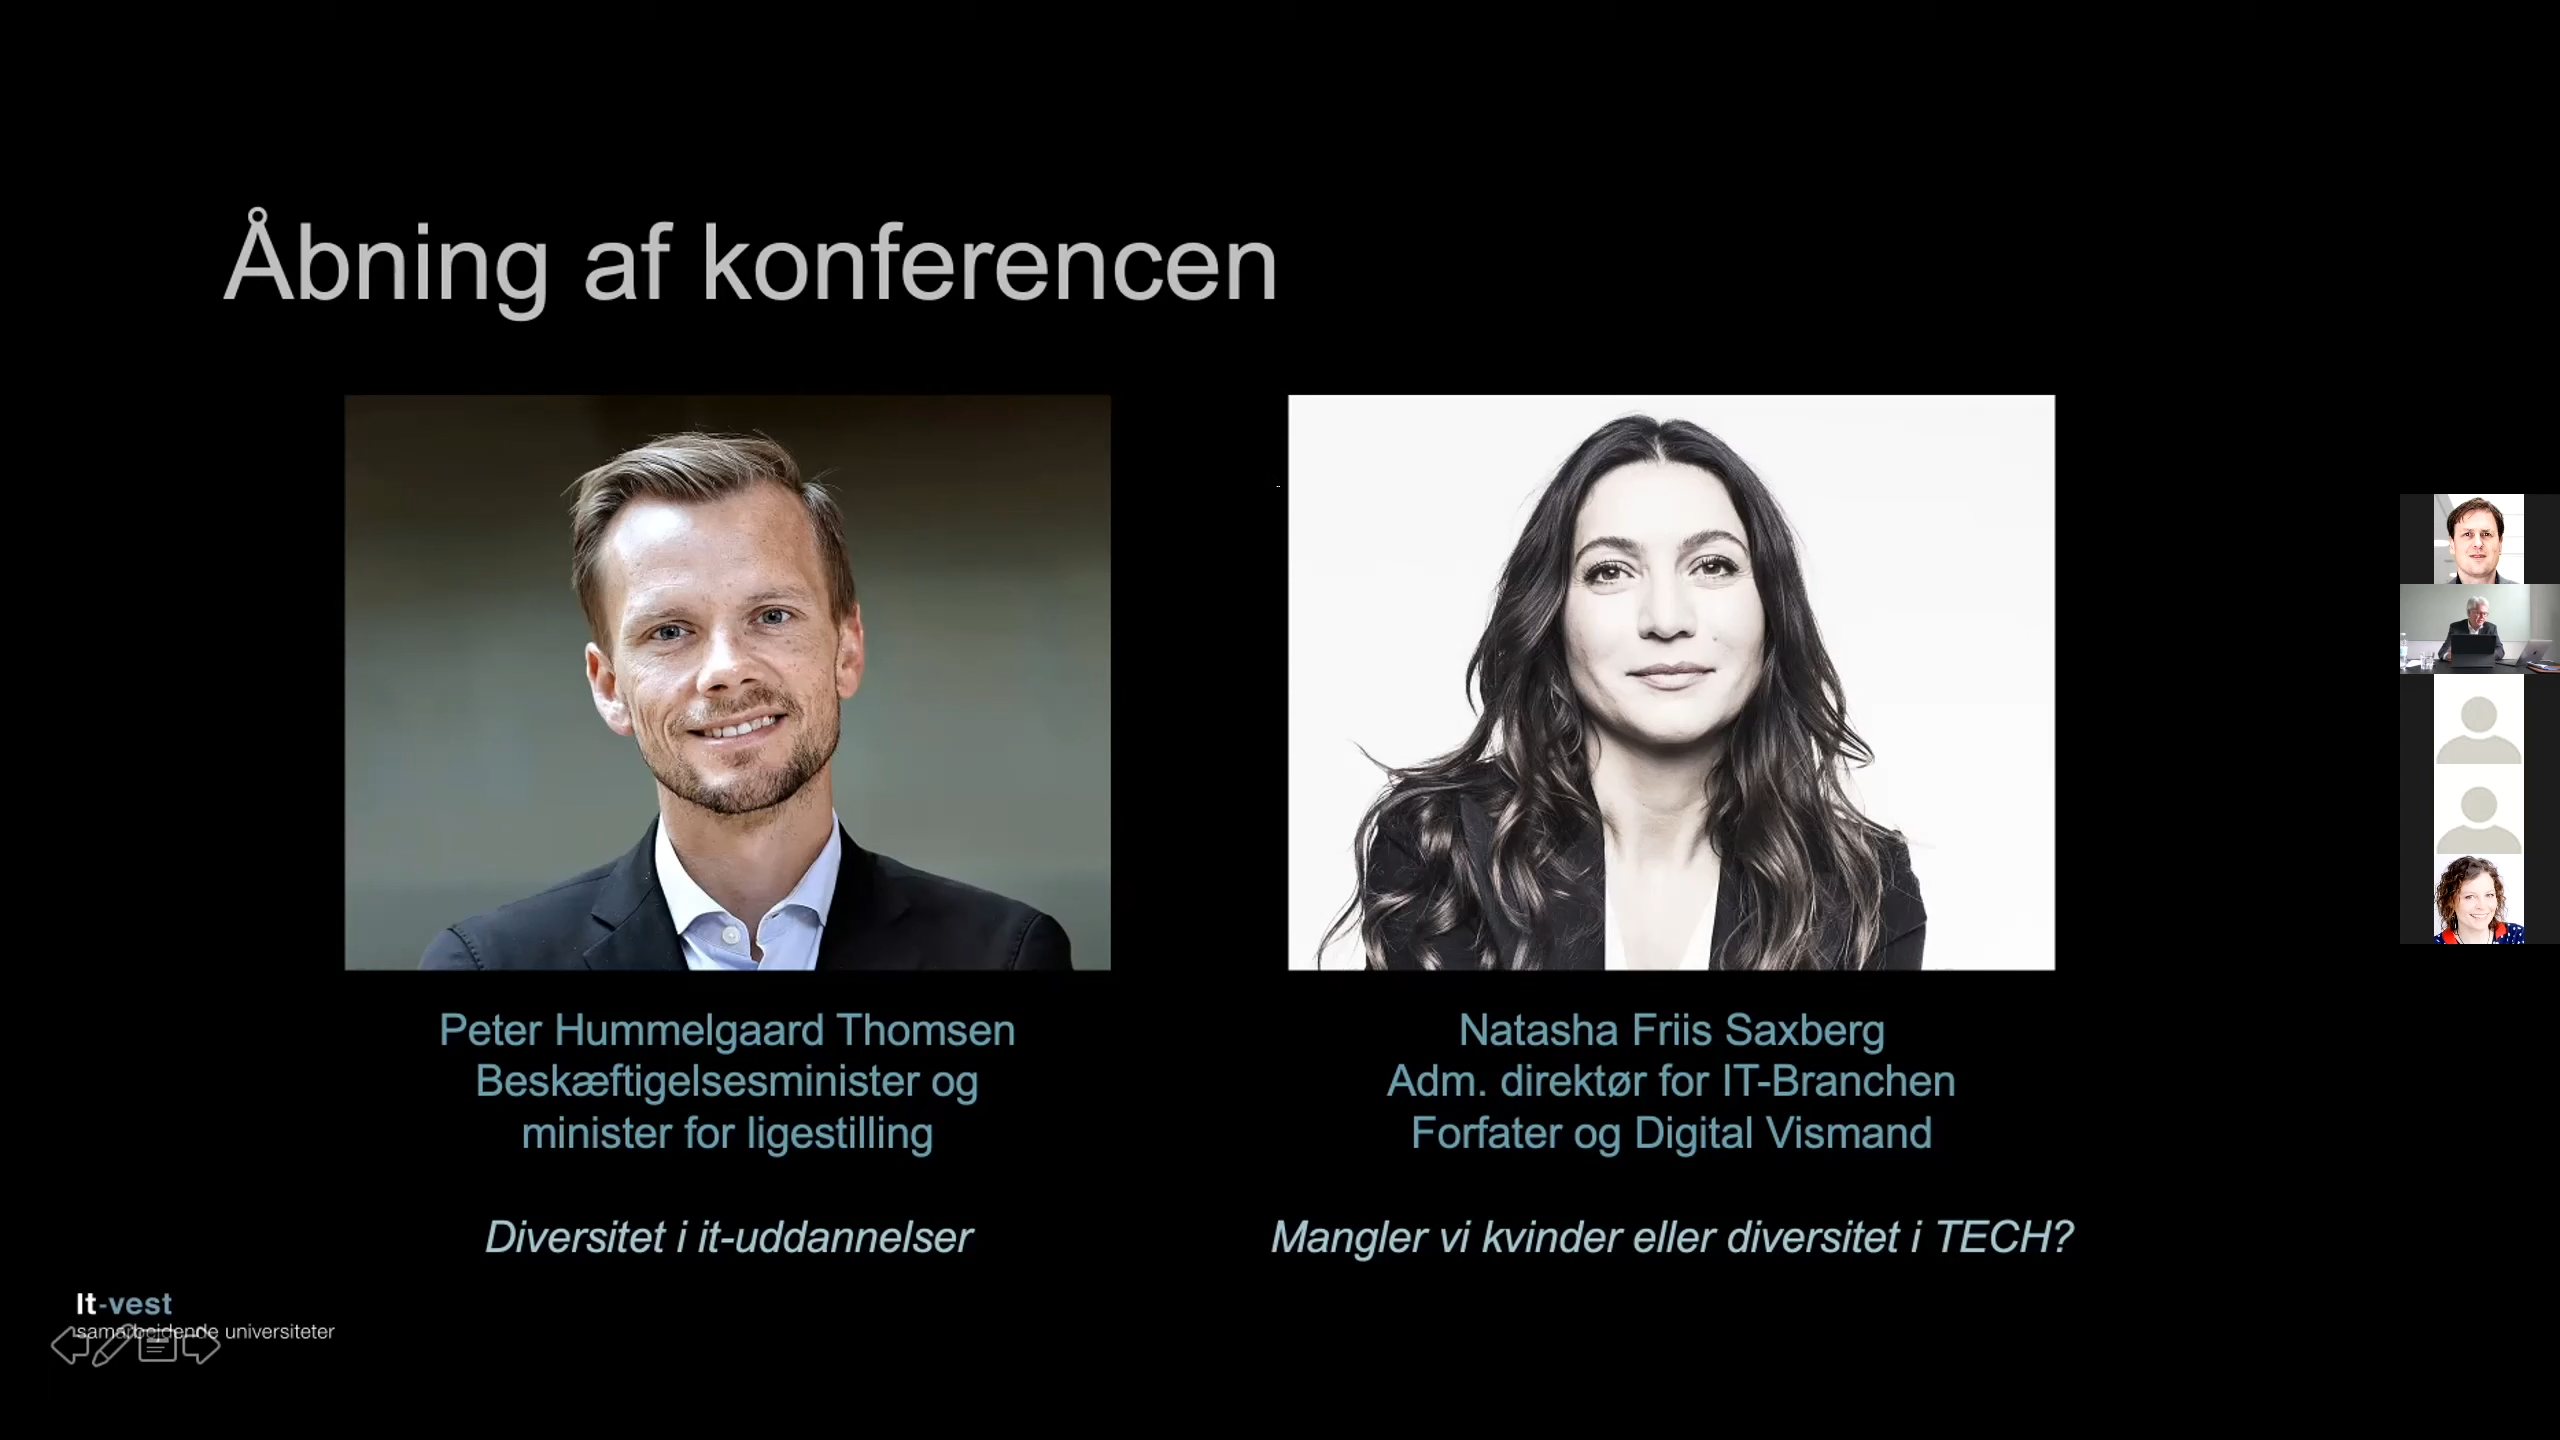 Åbning af konferencen
Peter Hummelgaard Thomsen
Beskæftigelsesminister og
minister for ligestilling
Diversitet i it-uddannelser
Natasha Friis Saxberg
Adm. direktør for IT-Branchen
Forfater og Digital Vismand
Mangler vi kvinder eller diversitet i TECH?
It-vest
samarbejdende universiteter